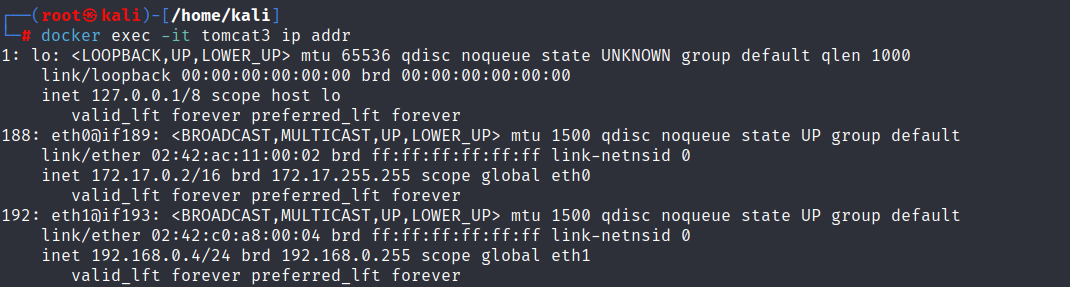 ┌──(root㉿kali)-[/home/kali]
└─# docker exec -it tomcat3 ip addr
1: lo: <LOOPBACK,UP,LOWER_UP> mtu 65536 qdisc noqueue state UNKNOWN group default qlen 1000
    link/loopback 00:00:00:00:00:00 brd 00:00:00:00:00:00
    inet 127.0.0.1/8 scope host lo
       valid_lft forever preferred_lft forever
188: eth0@if189: <BROADCAST,MULTICAST,UP,LOWER_UP> mtu 1500 qdisc noqueue state UP group default
    link/ether 02:42:ac:11:00:02 brd ff:ff:ff:ff:ff:ff link-netnsid 0
    inet 172.17.0.2/16 brd 172.17.255.255 scope global eth0
       valid_lft forever preferred_lft forever
192: eth1@if193: <BROADCAST,MULTICAST,UP,LOWER_UP> mtu 1500 qdisc noqueue state UP group default
    link/ether 02:42:c0:a8:00:04 brd ff:ff:ff:ff:ff:ff link-netnsid 0
    inet 192.168.0.4/24 brd 192.168.0.255 scope global eth1
       valid_lft forever preferred_lft forever